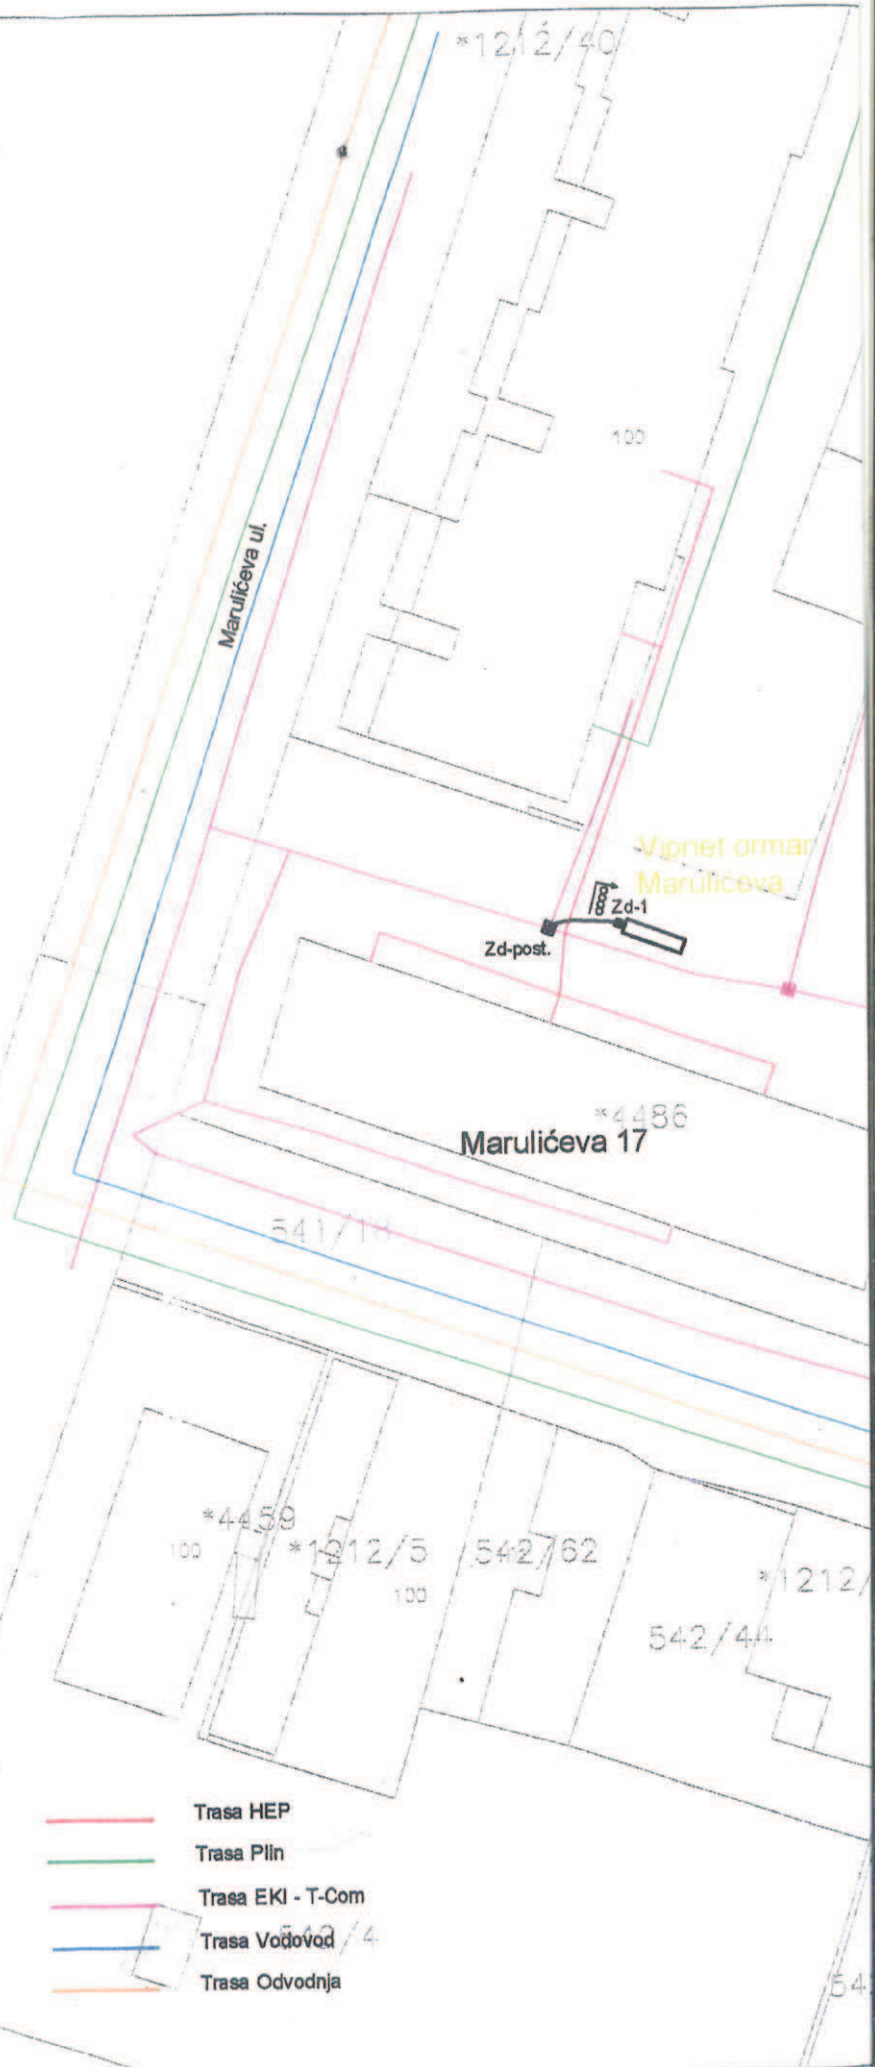 *1212/40
100
Marulićeva ul.
Vipnet ormar
Marulićeva
Zd-1
Zd-post.
*4486
Marulićeva 17
541/18
*4459
100
*1212/5
100
542/62
*1212/
542/44
Trasa HEP
Trasa Plin
Trasa EKI - T-Com
Trasa Vodovod
/4
Trasa Odvodnja
54